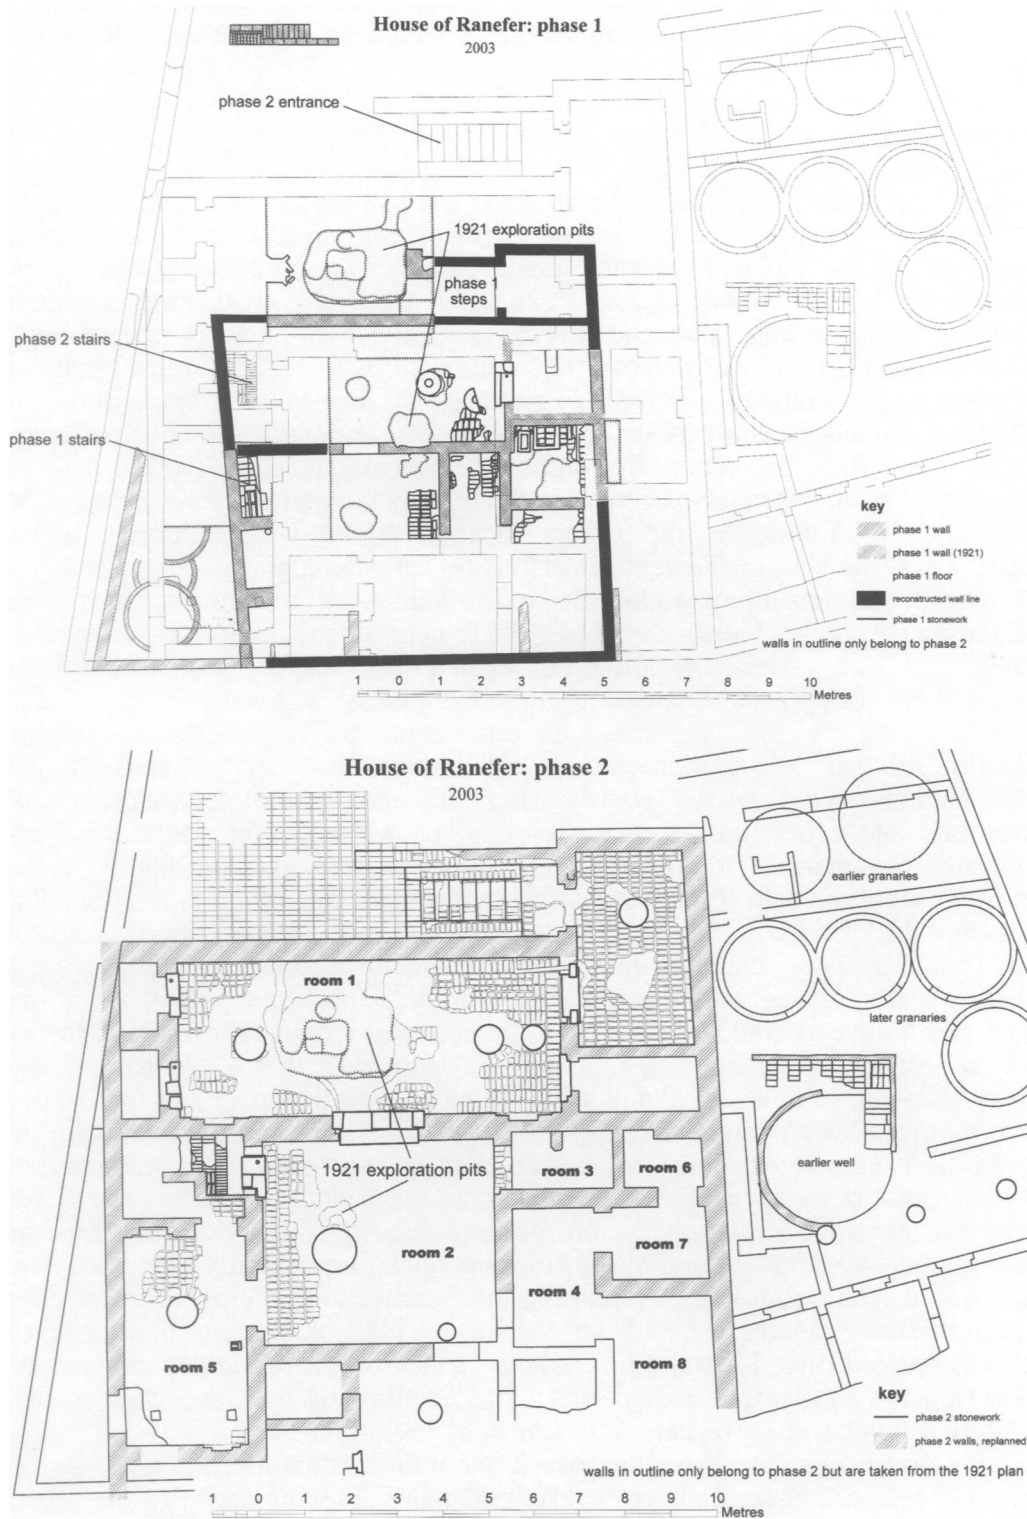 House of Ranefer: phase 1
2003
phase 2 entrance
1921 exploration pits
phase 1
steps
phase 2 stairs
phase 1 stairs
key
phase 1 wall
phase 1 wall (1921)
phase 1 floor
reconstructed wall line
phase 1 stonework
walls in outline only belong to phase 2
1 0 1 2 3 4 5 6 7 8 9 10
Metres
House of Ranefer: phase 2
2003
earlier granaries
room 1
later granaries
1921 exploration pits
earlier well
room 3
room 6
room 2
room 7
room 4
room 5
room 8
key
phase 2 stonework
phase 2 walls, replanned
walls in outline only belong to phase 2 but are taken from the 1921 plan
1 0 1 2 3 4 5 6 7 8 9 10
Metres